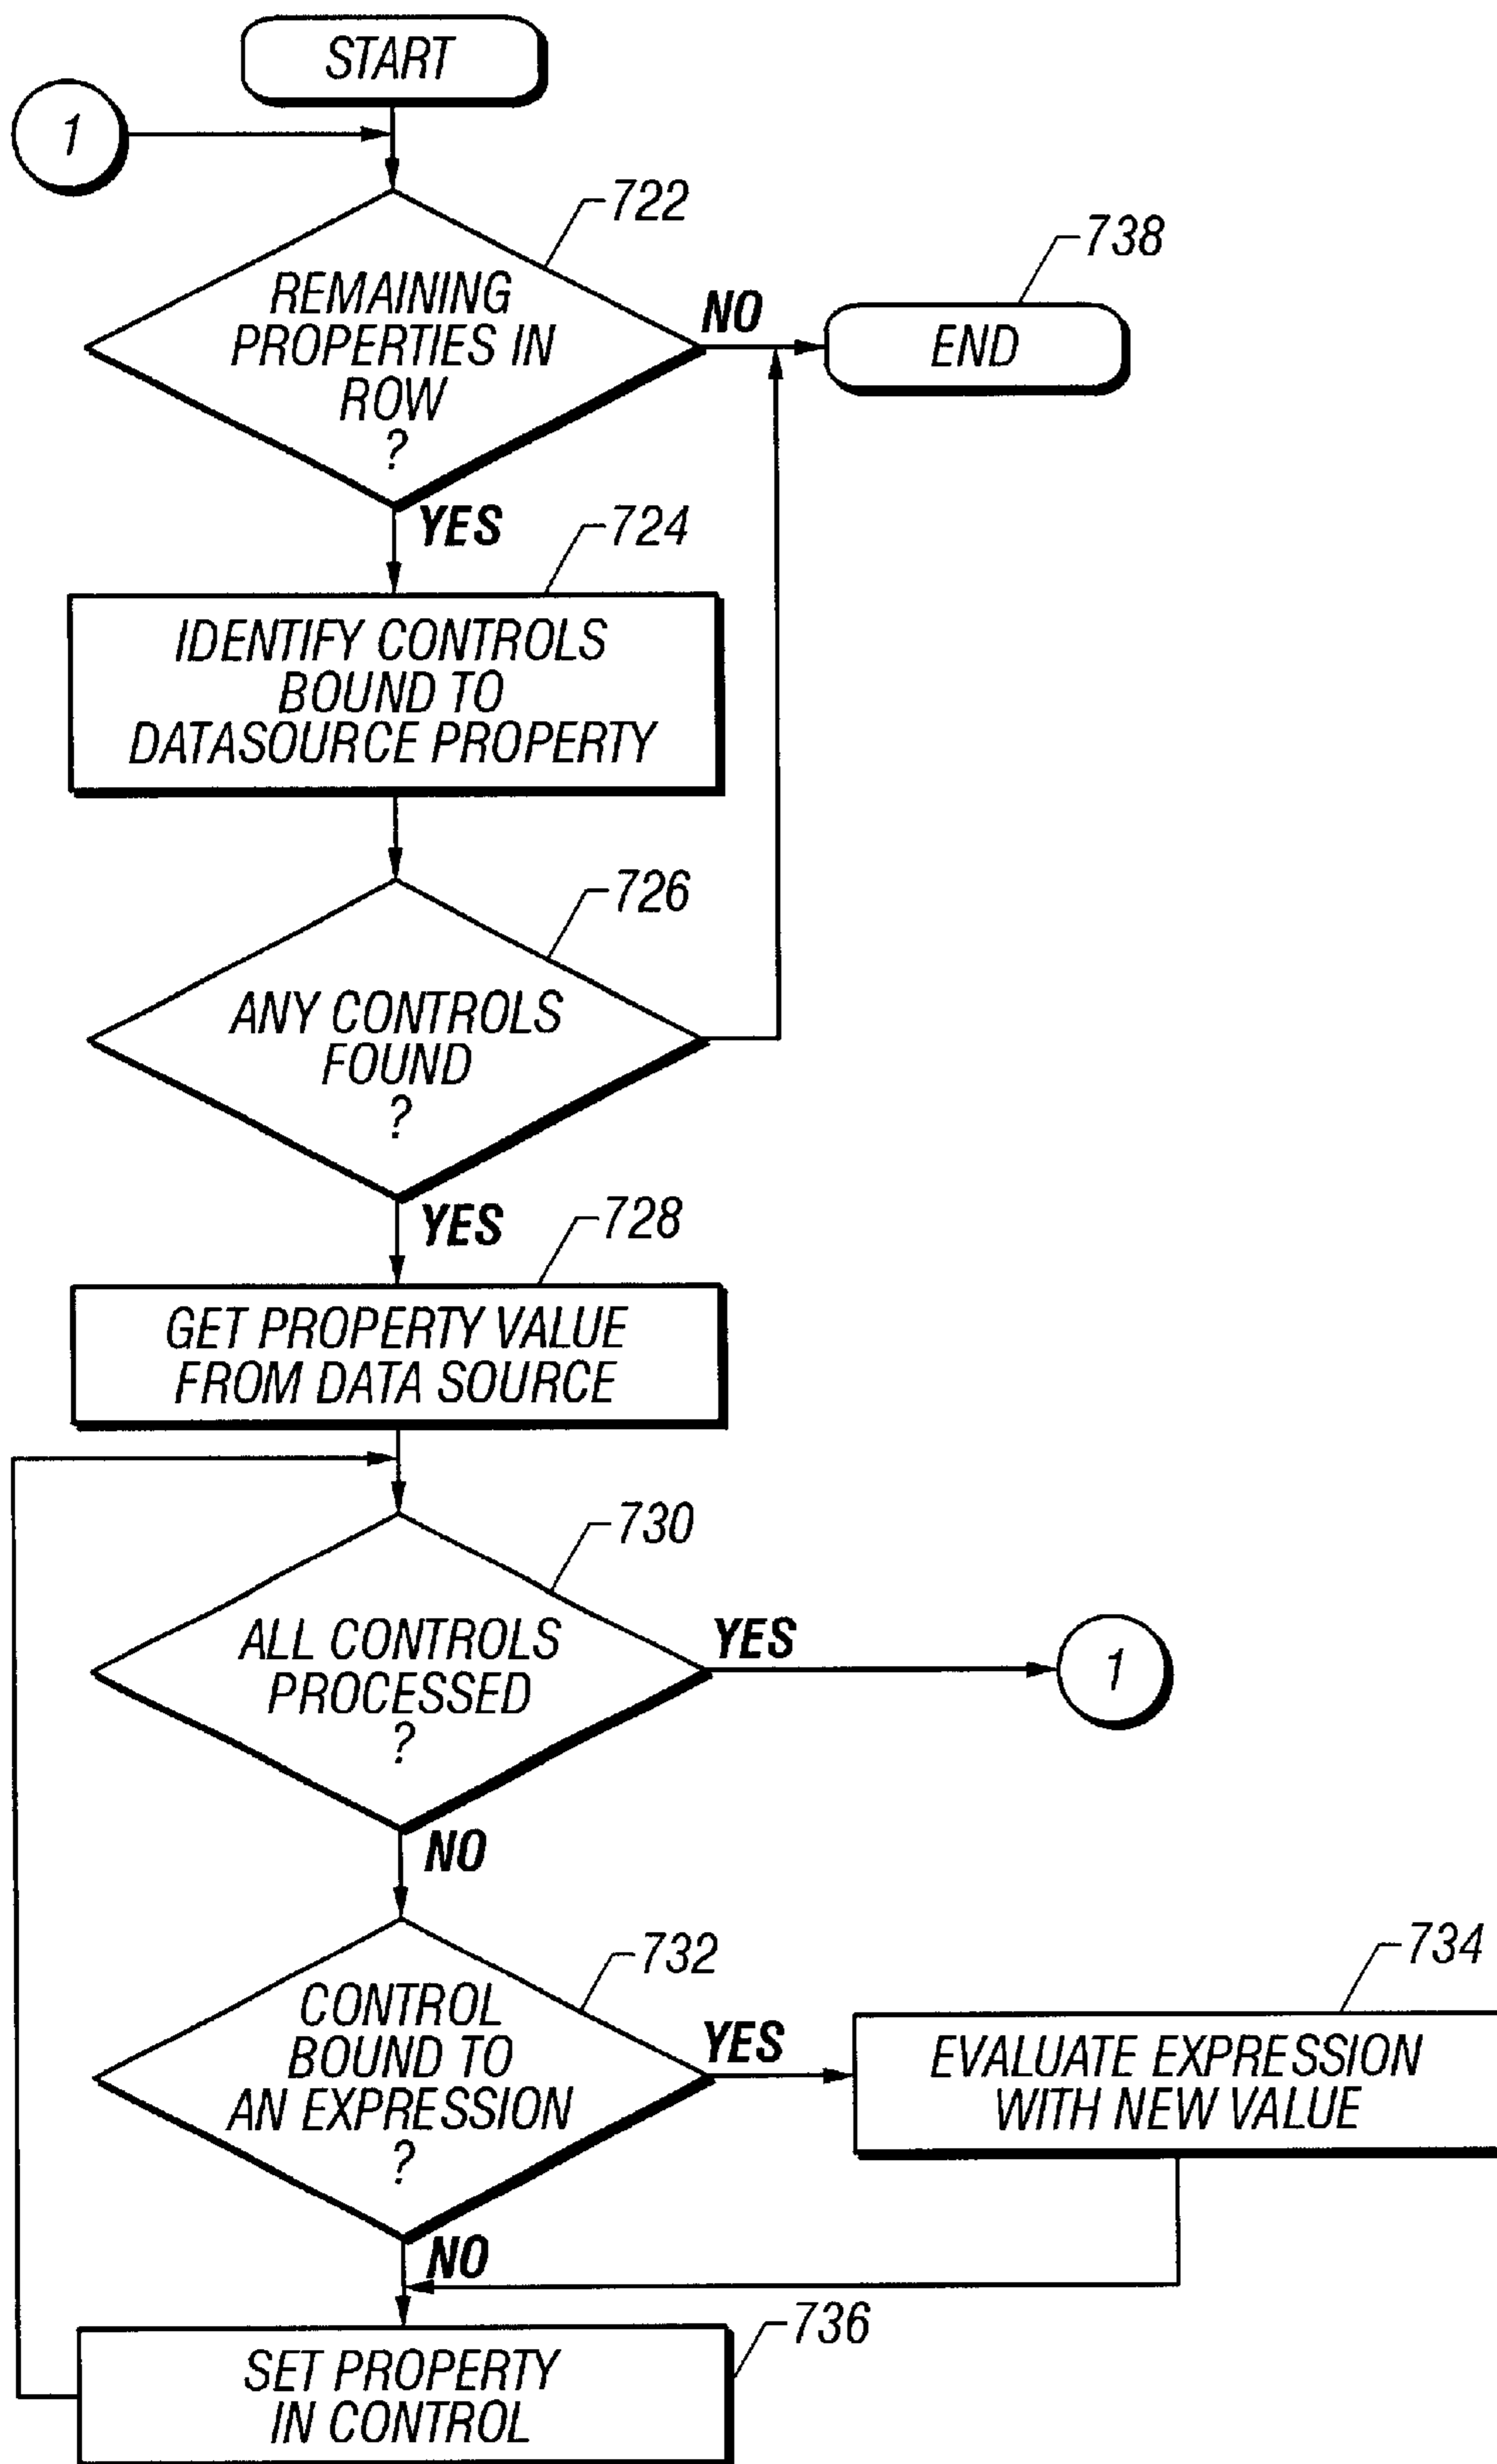 START
1
722
REMAINING
PROPERTIES IN
ROW
?
NO
738
END
YES
724
IDENTIFY CONTROLS
BOUND TO
DATASOURCE PROPERTY
726
ANY CONTROLS
FOUND
?
YES
728
GET PROPERTY VALUE
FROM DATA SOURCE
730
ALL CONTROLS
PROCESSED
?
YES
1
NO
732
CONTROL
BOUND TO
AN EXPRESSION
?
YES
734
EVALUATE EXPRESSION
WITH NEW VALUE
NO
736
SET PROPERTY
IN CONTROL